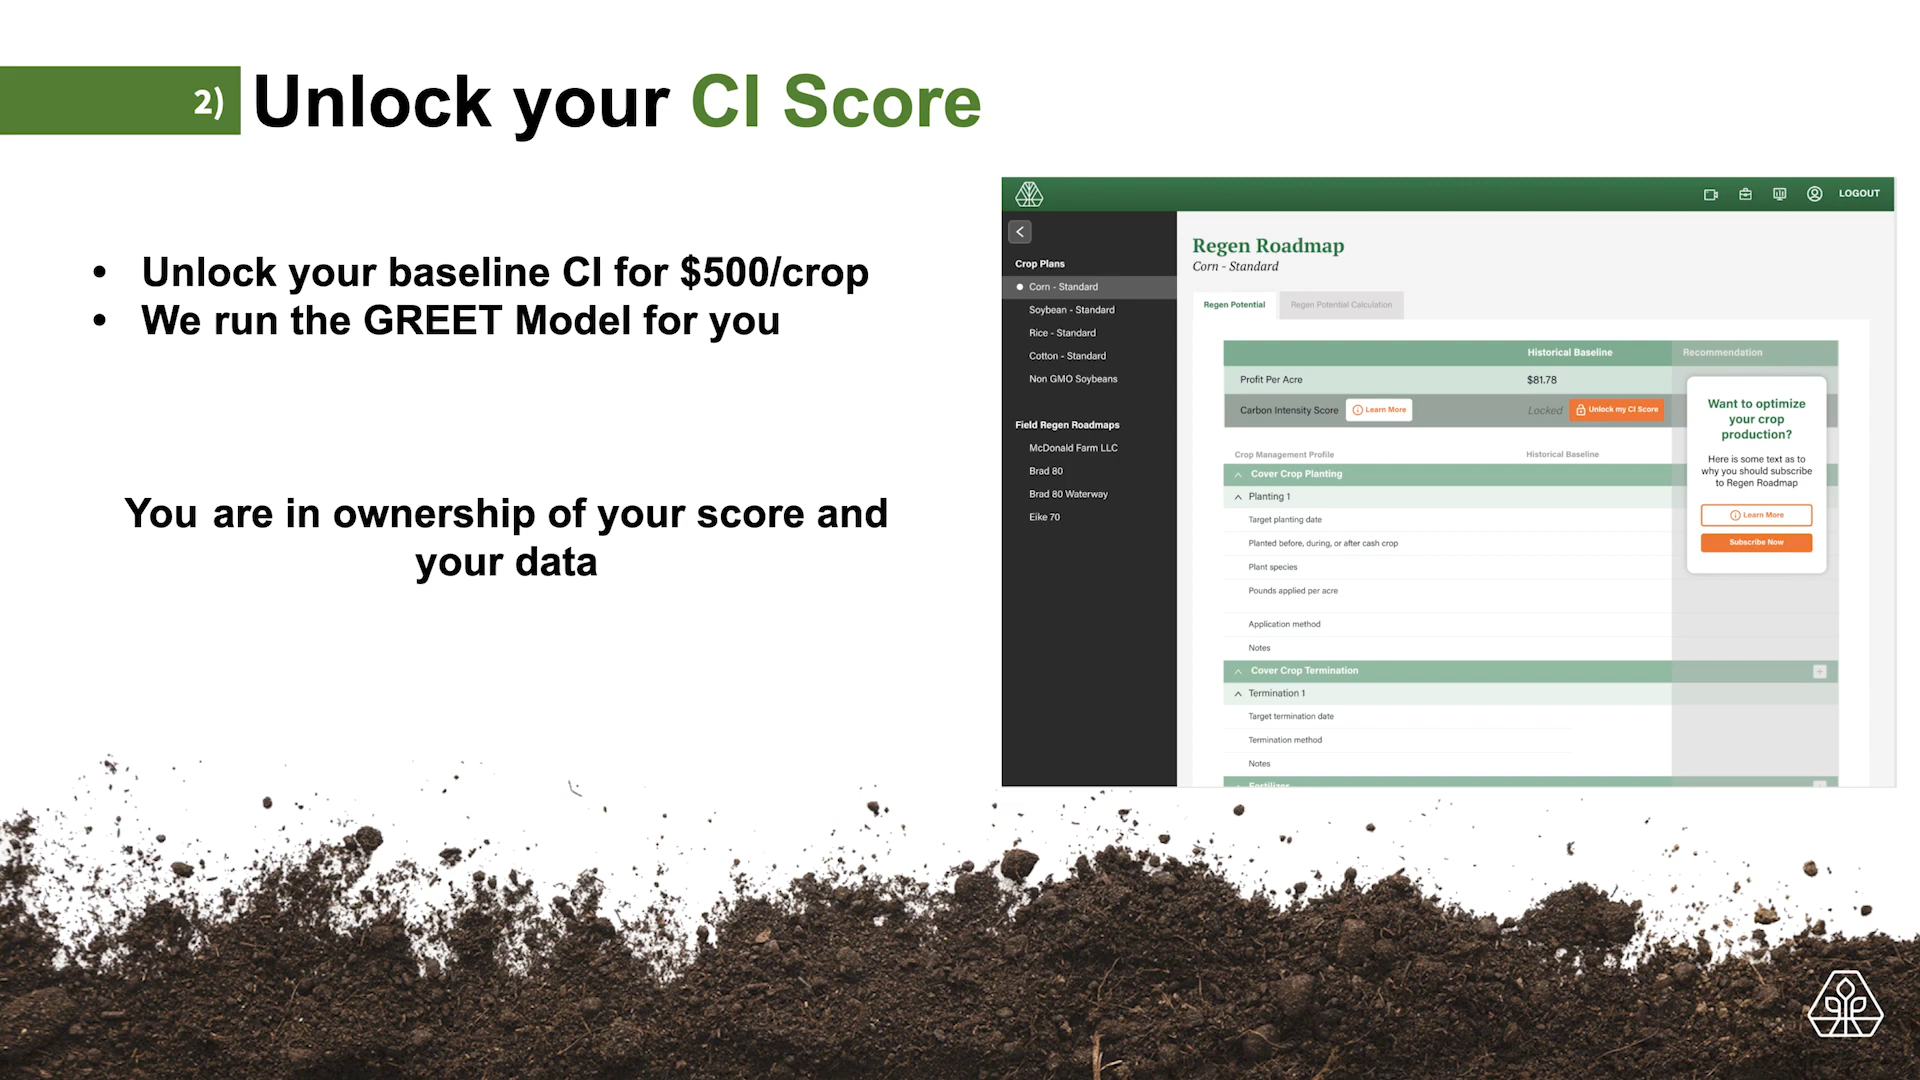 2) Unlock your CI Score
• Unlock your baseline CI for $500/crop
• We run the GREET Model for you
You are in ownership of your score and
your data
LOGOUT
Crop Plans
Corn - Standard
Soybean - Standard
Rice - Standard
Cotton - Standard
Non GMO Soybeans
Field Regen Roadmaps
McDonald Farm LLC
Brad 80
Brad 80 Waterway
Eike 70
Regen Roadmap
Corn - Standard
Regen Potential
Regen Potential Calculation
Historical Baseline
Recommendation
Profit Per Acre
$81.78
Carbon Intensity Score
Learn More
Locked
Unlock my CI Score
Want to optimize
your crop
production?
Here is some text as to
why you should subscribe
to Regen Roadmap
Learn More
Subscribe Now
Crop Management Profile
Historical Baseline
Cover Crop Planting
Planting 1
Target planting date
Planted before, during, or after cash crop
Plant species
Pounds applied per acre
Application method
Notes
Cover Crop Termination
Termination 1
Target termination date
Termination method
Notes
Fertilizer